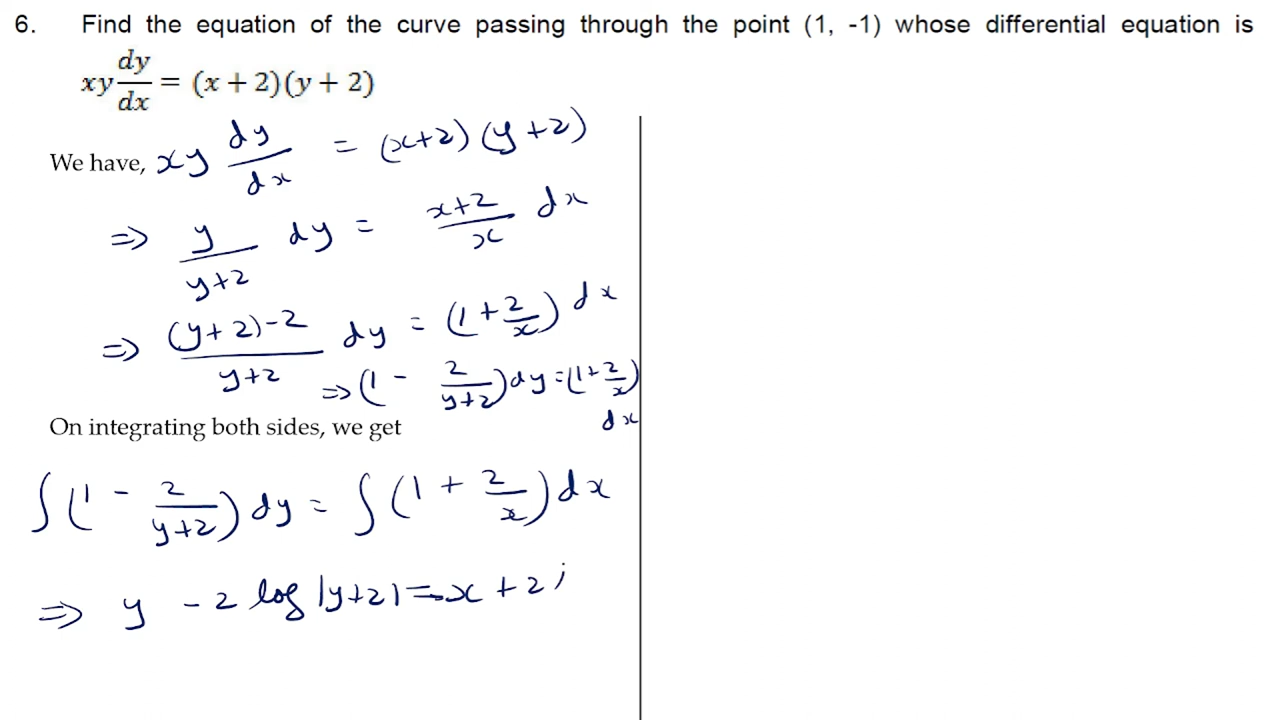 6. Find the equation of the curve passing through the point (1, -1) whose differential equation is
xy dy/dx = (x + 2)(y + 2)
We have, xy dy/dx = (x+2) (y+2)
⇒ y/(y+2) dy = (x+2)/x dx
⇒ ((y+2)-2)/(y+2) dy = (1 + 2/x) dx
⇒ (1 - 2/(y+2)) dy = (1 + 2/x) dx
On integrating both sides, we get
∫ (1 - 2/(y+2)) dy = ∫ (1 + 2/x) dx
⇒ y - 2 log |y+2| = x + 2